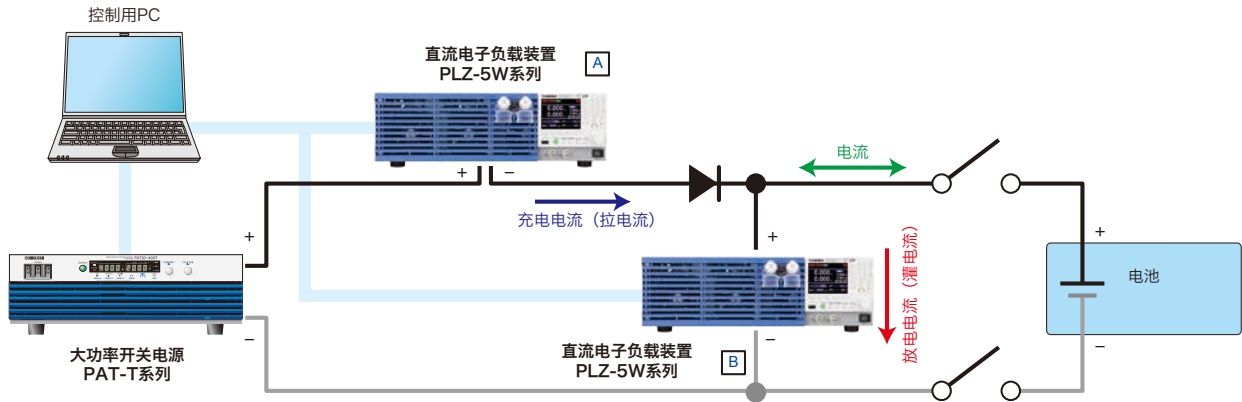 控制用PC
直流电子负载装置
PLZ-5W系列
A
+
−
电流
充电电流（拉电流）
+
+
+
KIKUSUI
PAT20-400T
放电电流（灌电流）
电池
−
−
−
大功率开关电源
PAT-T系列
直流电子负载装置
PLZ-5W系列
B